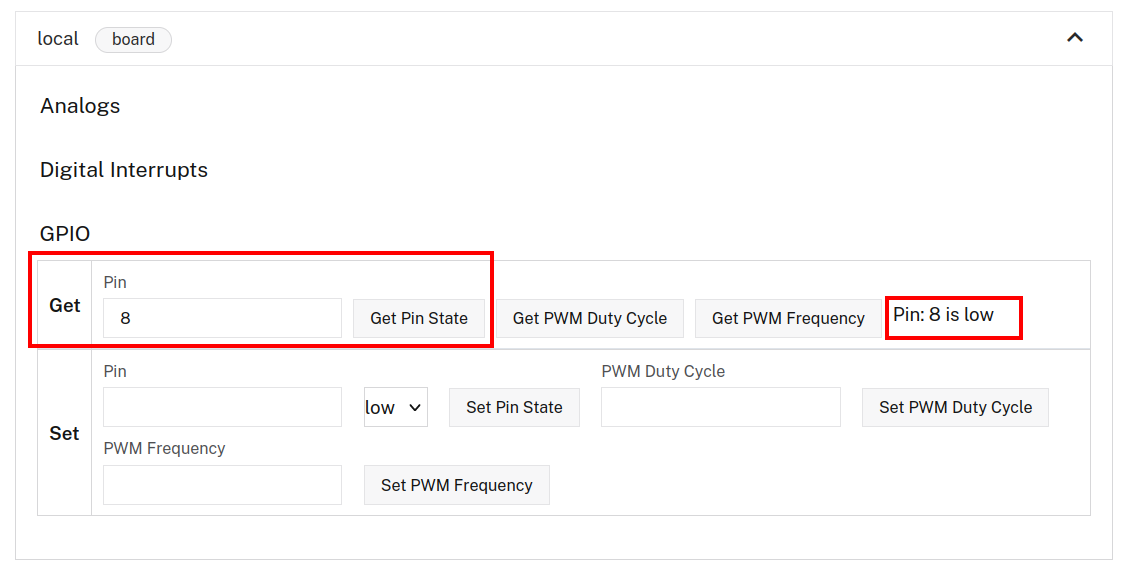 local board
Analogs
Digital Interrupts
GPIO
Pin
Get 8 Get Pin State Get PWM Duty Cycle Get PWM Frequency Pin: 8 is low
Pin PWM Duty Cycle
low Set Pin State Set PWM Duty Cycle
Set
PWM Frequency
Set PWM Frequency